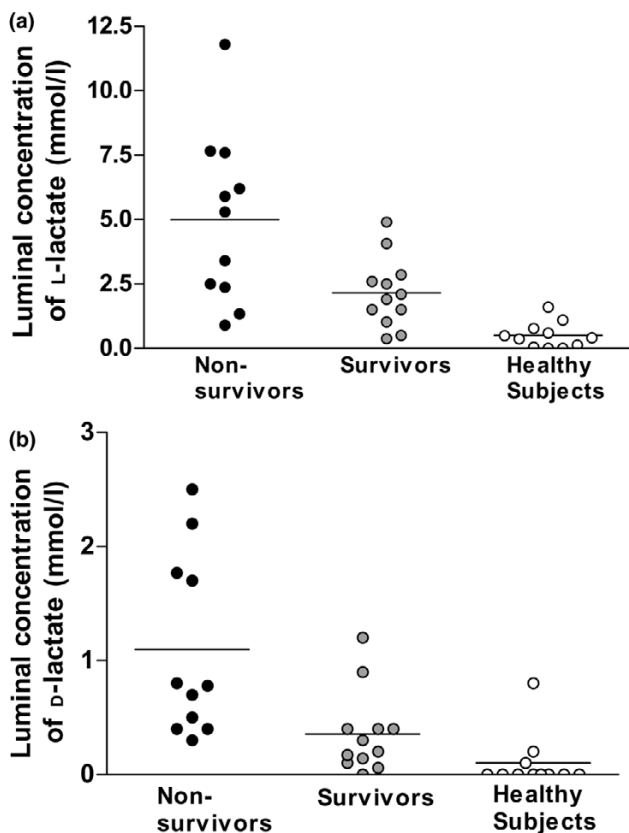 (a)
Luminal concentration
of L-lactate (mmol/l)
12.5
10.0
7.5
5.0
2.5
0.0
Non-
survivors
Survivors
Healthy
Subjects
(b)
Luminal concentration
of D-lactate (mmol/l)
3
2
1
0
Non-
survivors
Survivors
Healthy
Subjects